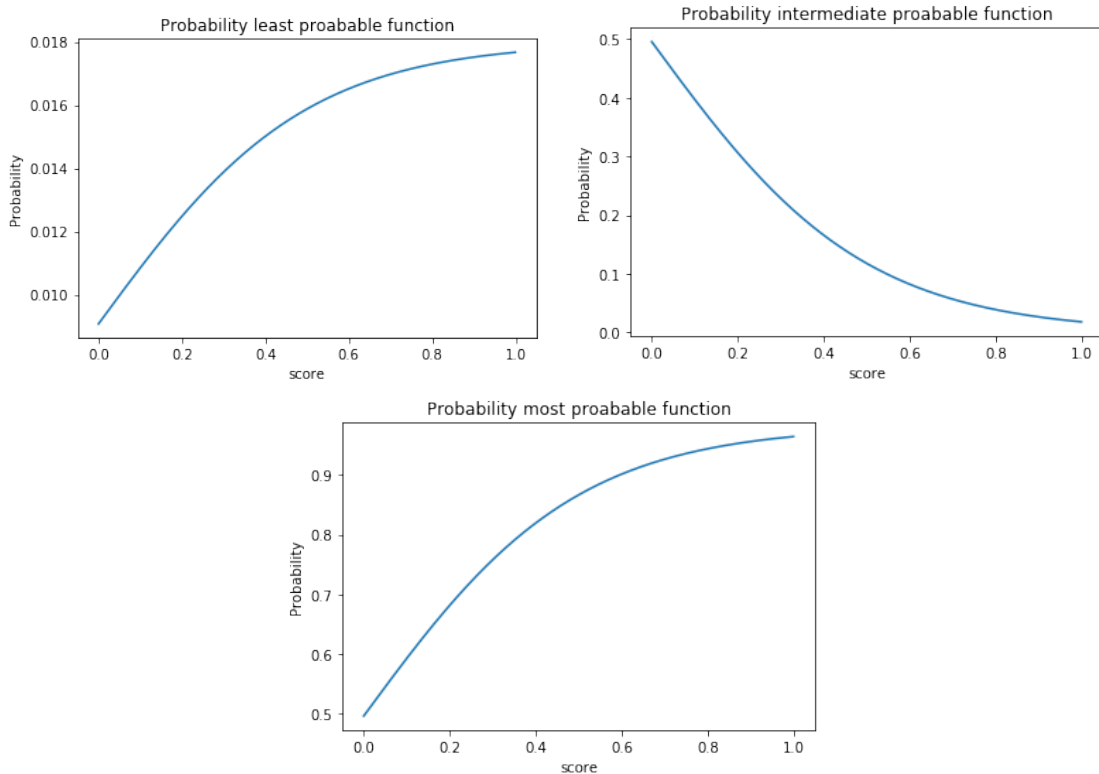 Probability least proabable function
0.018
0.016
0.014
0.012
0.010
Probability
0.0 0.2 0.4 0.6 0.8 1.0
score
Probability intermediate proabable function
0.5
0.4
0.3
0.2
0.1
0.0
Probability
0.0 0.2 0.4 0.6 0.8 1.0
score
Probability most proabable function
0.9
0.8
0.7
0.6
0.5
Probability
0.0 0.2 0.4 0.6 0.8 1.0
score